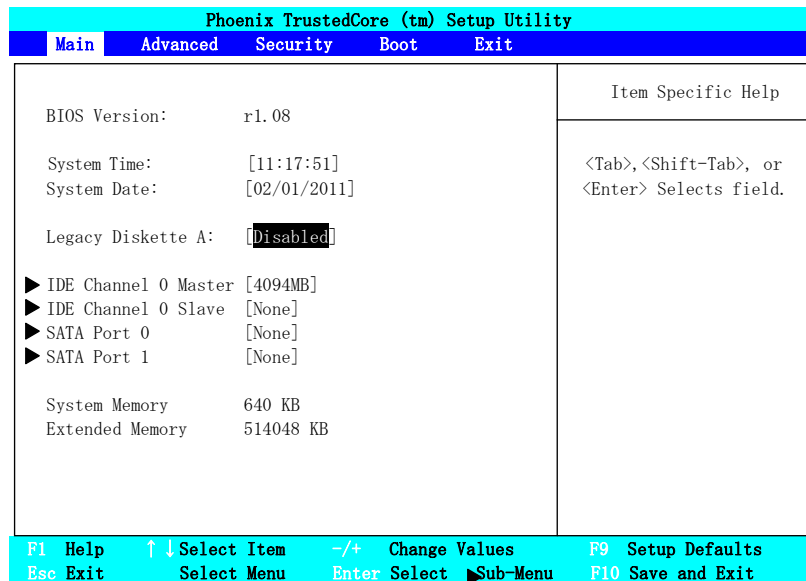 Phoenix TrustedCore (tm) Setup Utility
Main Advanced Security Boot Exit
Item Specific Help
BIOS Version: r1.08
System Time: [11:17:51]
<Tab>,<Shift-Tab>, or
System Date: [02/01/2011]
<Enter> Selects field.
Legacy Diskette A: [Disabled]
▶ IDE Channel 0 Master [4094MB]
▶ IDE Channel 0 Slave [None]
▶ SATA Port 0 [None]
▶ SATA Port 1 [None]
System Memory 640 KB
Extended Memory 514048 KB
F1 Help ↑↓Select Item -/+ Change Values F9 Setup Defaults
Esc Exit Select Menu Enter Select ▶Sub-Menu F10 Save and Exit